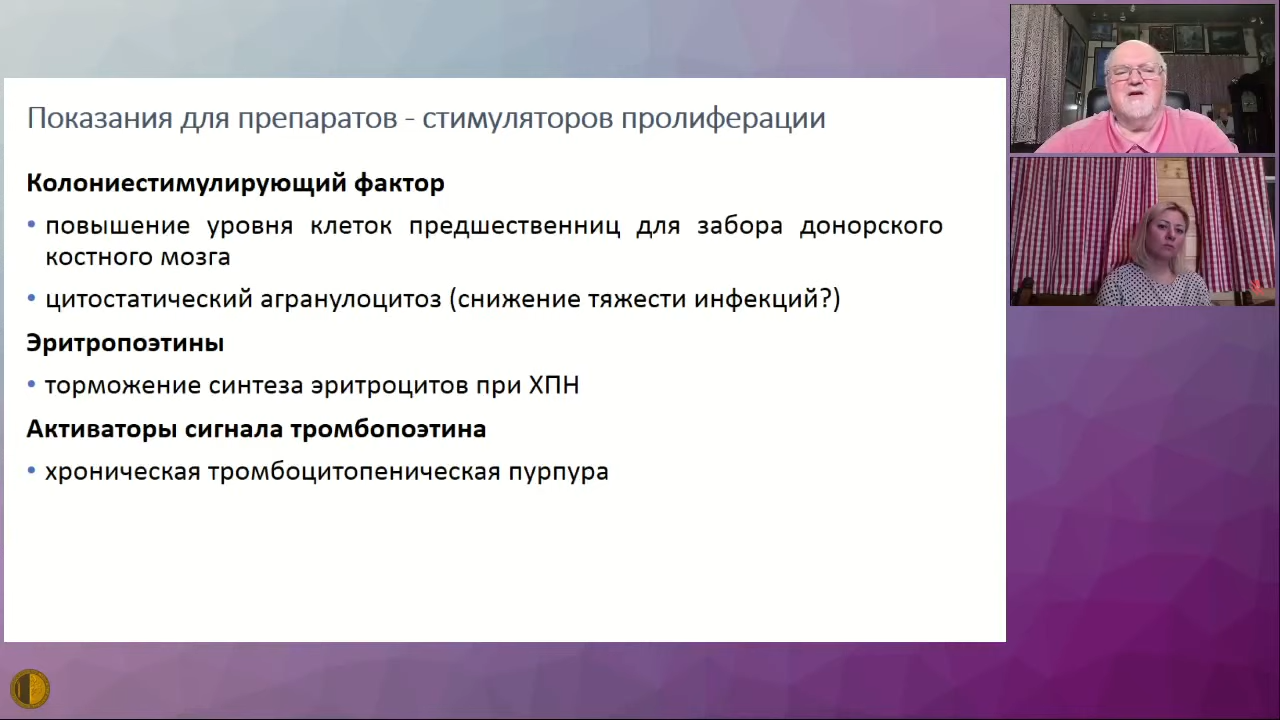 Показания для препаратов - стимуляторов пролиферации
Колониестимулирующий фактор
• повышение уровня клеток предшественниц для забора донорского
костного мозга
• цитостатический агранулоцитоз (снижение тяжести инфекций?)
Эритропоэтины
• торможение синтеза эритроцитов при ХПН
Активаторы сигнала тромбопоэтина
• хроническая тромбоцитопеническая пурпура